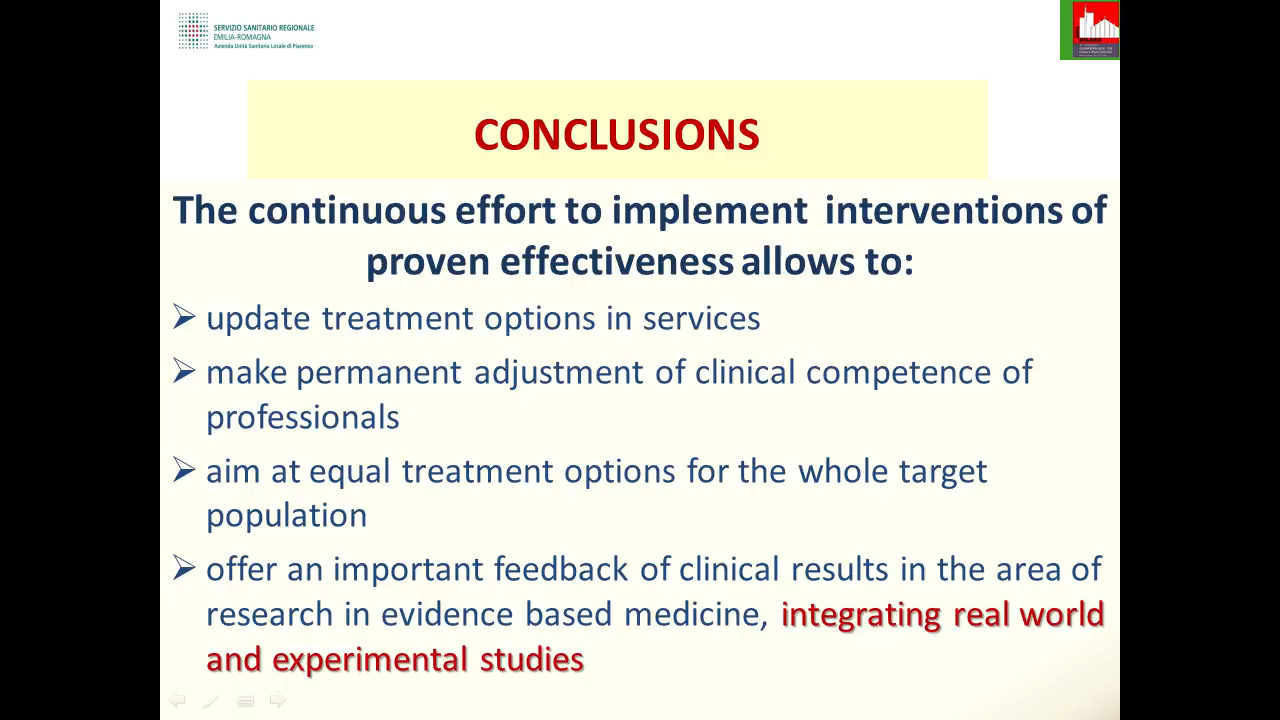 SERVIZIO SANITARIO REGIONALE
EMILIA-ROMAGNA
Azienda Unità Sanitaria Locale di Piacenza
CONCLUSIONS
The continuous effort to implement interventions of
proven effectiveness allows to:
update treatment options in services
make permanent adjustment of clinical competence of
professionals
aim at equal treatment options for the whole target
population
offer an important feedback of clinical results in the area of
research in evidence based medicine, integrating real world
and experimental studies